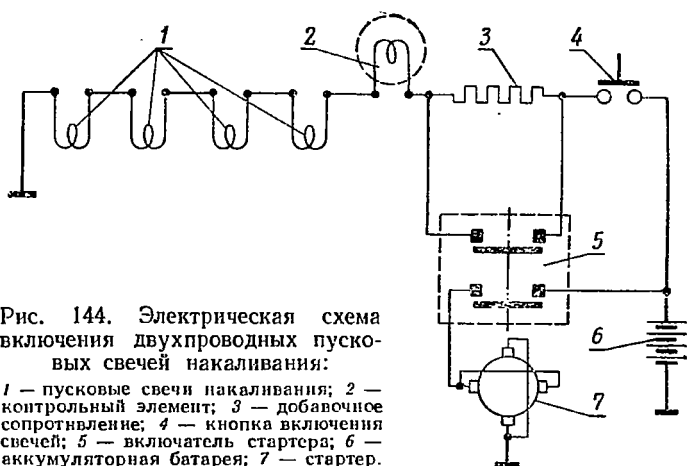 1
2
3
4
5
6
7
Рис. 144. Электрическая схема
включения двухпроводных пуско-
вых свечей накаливания:
1 — пусковые свечи накаливания; 2 —
контрольный элемент; 3 — добавочное
сопротивление; 4 — кнопка включения
свечей; 5 — включатель стартера; 6 —
аккумуляторная батарея; 7 — стартер.